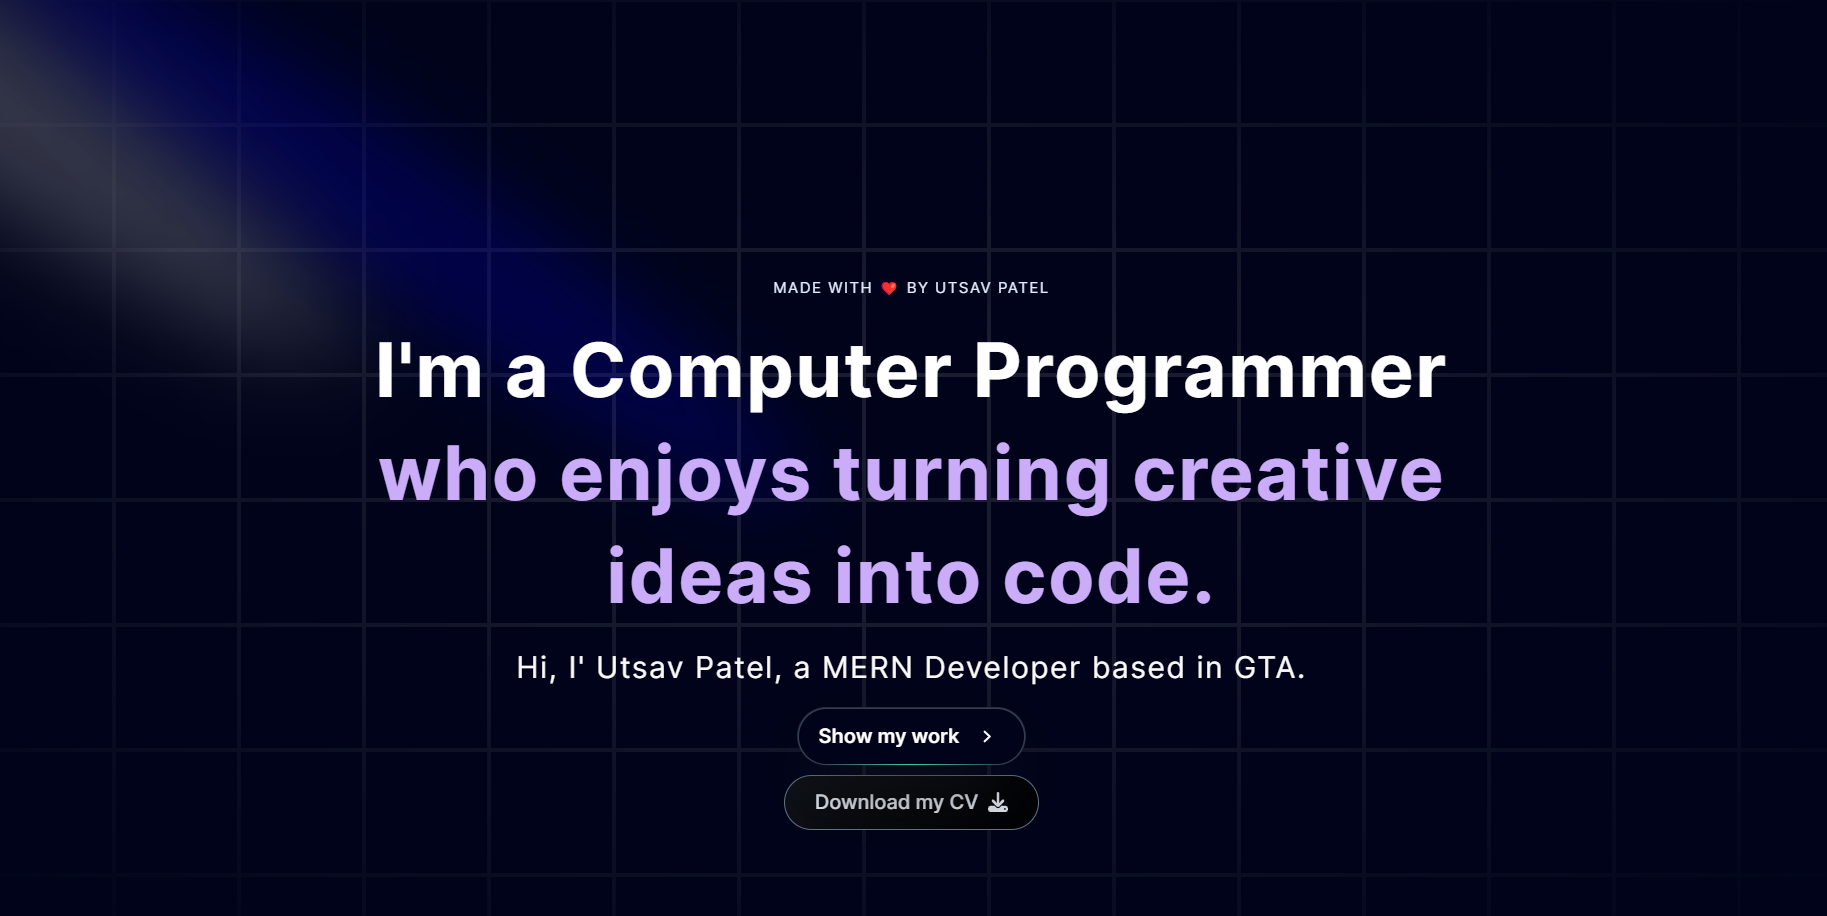 MADE WITH ❤️ BY UTSAV PATEL
I'm a Computer Programmer
who enjoys turning creative
ideas into code.
Hi, I' Utsav Patel, a MERN Developer based in GTA.
Show my work
Download my CV